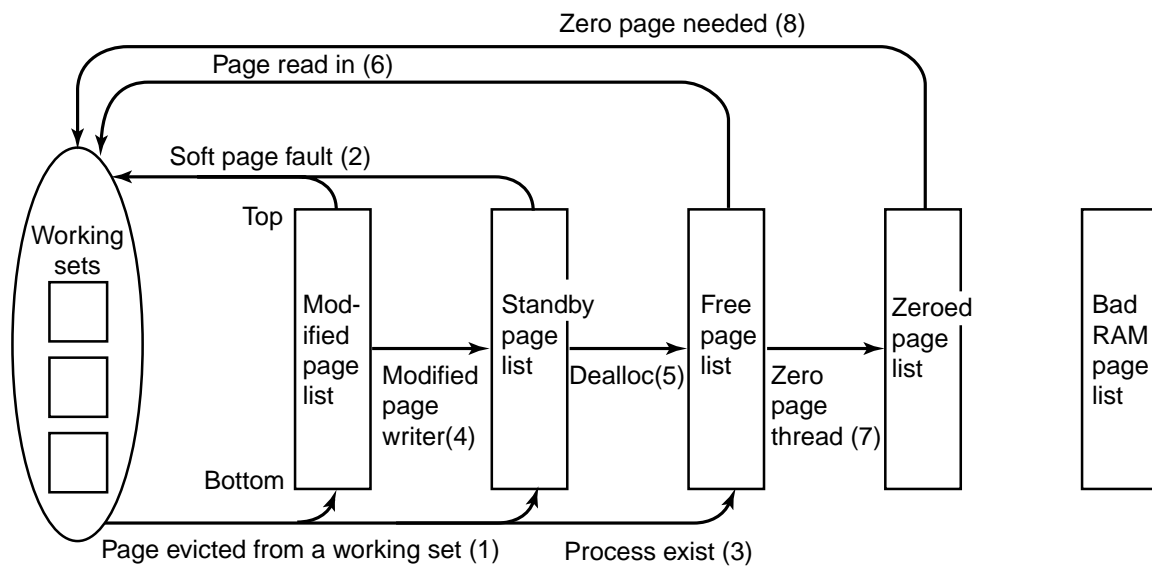 Zero page needed (8)
Page read in (6)
Soft page fault (2)
Top
Working
sets
Mod-
ified
page
list
Standby
page
list
Free
page
list
Zeroed
page
list
Bad
RAM
page
list
Modified
page
writer(4)
Dealloc(5)
Zero
page
thread (7)
Bottom
Page evicted from a working set (1)
Process exist (3)